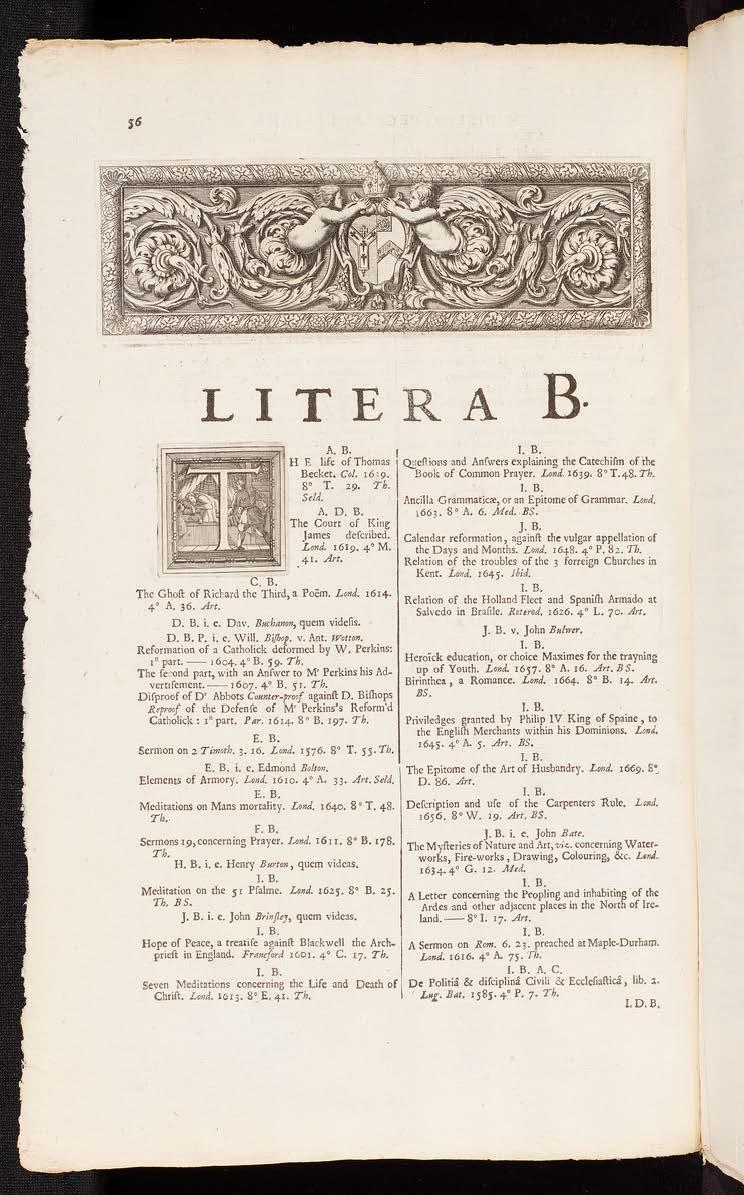 56
LITERA B.
A. B.
THE life of Thomas
Becket. Col. 1639.
8° T. 29. Th.
Seld.
A. D. B.
The Court of King
James described.
Lond. 1619. 4° M.
41. Art.
C. B.
The Ghoſt of Richard the Third, a Poëm. Lond. 1614.
4° A. 36. Art.
D. B. i. e. Dav. Buchanon, quem videſis.
D. B. P. i. e. Will. Biſhop. v. Ant. Wotton.
Reformation of a Catholick deformed by W. Perkins:
1ᵃ part. —— 1604. 4° B. 59. Th.
The ſecond part, with an Anſwer to Mʳ Perkins his Ad-
vertiſement. —— 1607. 4° B. 51. Th.
Diſproof of Dʳ Abbots Counter-proof againſt D. Biſhops
Reproof of the Defenſe of Mʳ Perkins's Reform'd
Catholick : 1ᵃ part. Par. 1614. 8° B. 197. Th.
E. B.
Sermon on 2 Timoth. 3. 16. Lond. 1576. 8° T. 55. Th.
E. B. i. e. Edmond Bolton.
Elements of Armory. Lond. 1610. 4° A. 33. Art. Seld.
E. B.
Meditations on Mans mortality. Lond. 1640. 8° T. 48.
Th.
F. B.
Sermons 19, concerning Prayer. Lond. 1611. 8° B. 178.
Th.
H. B. i. e. Henry Burton, quem videas.
I. B.
Meditation on the 51 Pſalme. Lond. 1625. 8° B. 25.
Th. BS.
J. B. i. e. John Brinſley, quem videas.
I. B.
Hope of Peace, a treatiſe againſt Blackwell the Arch-
prieſt in England. Franeford 1601. 4° C. 17. Th.
I. B.
Seven Meditations concerning the Life and Death of
Chriſt. Lond. 1613. 8° E. 41. Th.
I. B.
Queſtions and Anſwers explaining the Catechiſm of the
Book of Common Prayer. Lond. 1639. 8° T. 48. Th.
I. B.
Ancilla Grammaticæ, or an Epitome of Grammar. Lond.
1663. 8° A. 6. Med. BS.
J. B.
Calendar reformation, againſt the vulgar appellation of
the Days and Months. Lond. 1648. 4° P. 82. Th.
Relation of the troubles of the 3 forreign Churches in
Kent. Lond. 1645. Ibid.
I. B.
Relation of the Holland Fleet and Spaniſh Armado at
Salvedo in Braſile. Roterod. 1626. 4° L. 70. Art.
J. B. v. John Bulwer.
I. B.
Heroïck education, or choice Maximes for the trayning
up of Youth. Lond. 1657. 8° A. 16. Art. BS.
Birinthea, a Romance. Lond. 1664. 8° B. 14. Art.
BS.
I. B.
Priviledges granted by Philip IV King of Spaine, to
the Engliſh Merchants within his Dominions. Lond.
1645. 4° A. 5. Art. BS.
I. B.
The Epitome of the Art of Husbandry. Lond. 1669. 8°.
D. 86. Art.
I. B.
Deſcription and uſe of the Carpenters Rule. Lond.
1656. 8° W. 19. Art. BS.
J. B. i. e. John Bate.
The Myſteries of Nature and Art, viz. concerning Water-
works, Fire-works, Drawing, Colouring, &c. Lond.
1634. 4° G. 12. Med.
I. B.
A Letter concerning the Peopling and inhabiting of the
Ardes and other adjacent places in the North of Ire-
land. —— 8° I. 17. Art.
I. B.
A Sermon on Rom. 6. 23. preached at Maple-Durham.
Lond. 1616. 4° A. 75. Th.
I. B. A. C.
De Politiâ & diſciplinâ Civili & Eccleſiaſticâ, lib. 2.
Lug. Bat. 1585. 4° P. 7. Th.
I. D. B.